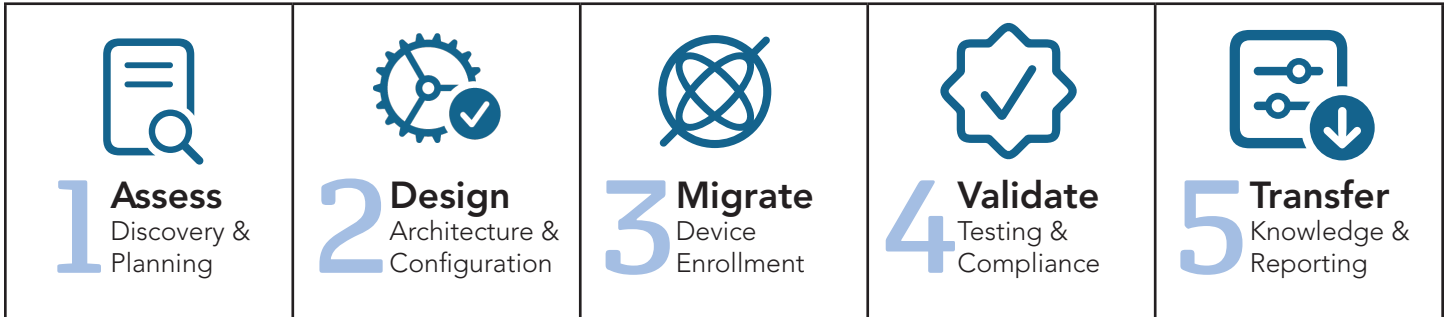 1
Assess
Discovery &
Planning
2
Design
Architecture &
Configuration
3
Migrate
Device
Enrollment
4
Validate
Testing &
Compliance
5
Transfer
Knowledge &
Reporting